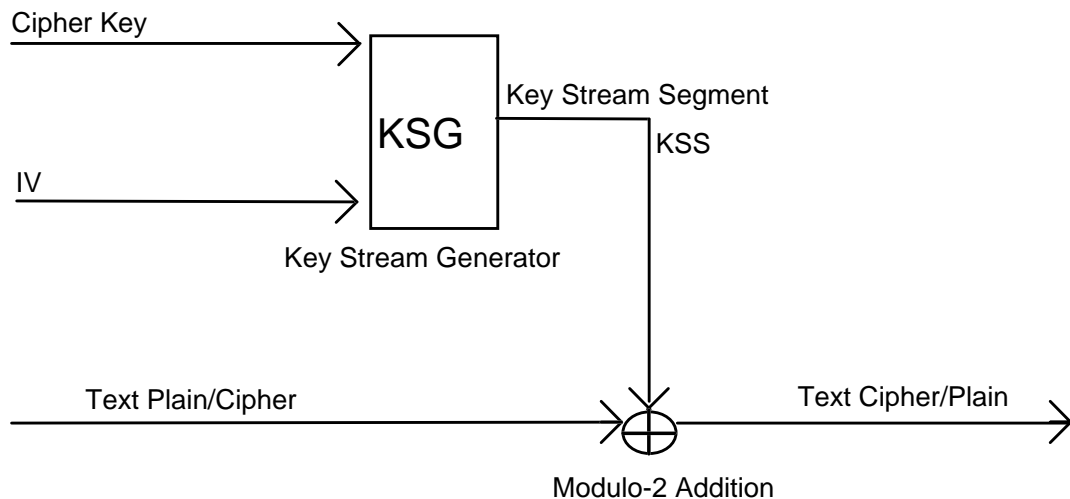 Cipher Key
Key Stream Segment
KSG
KSS
IV
Key Stream Generator
Text Plain/Cipher
Text Cipher/Plain
Modulo-2 Addition